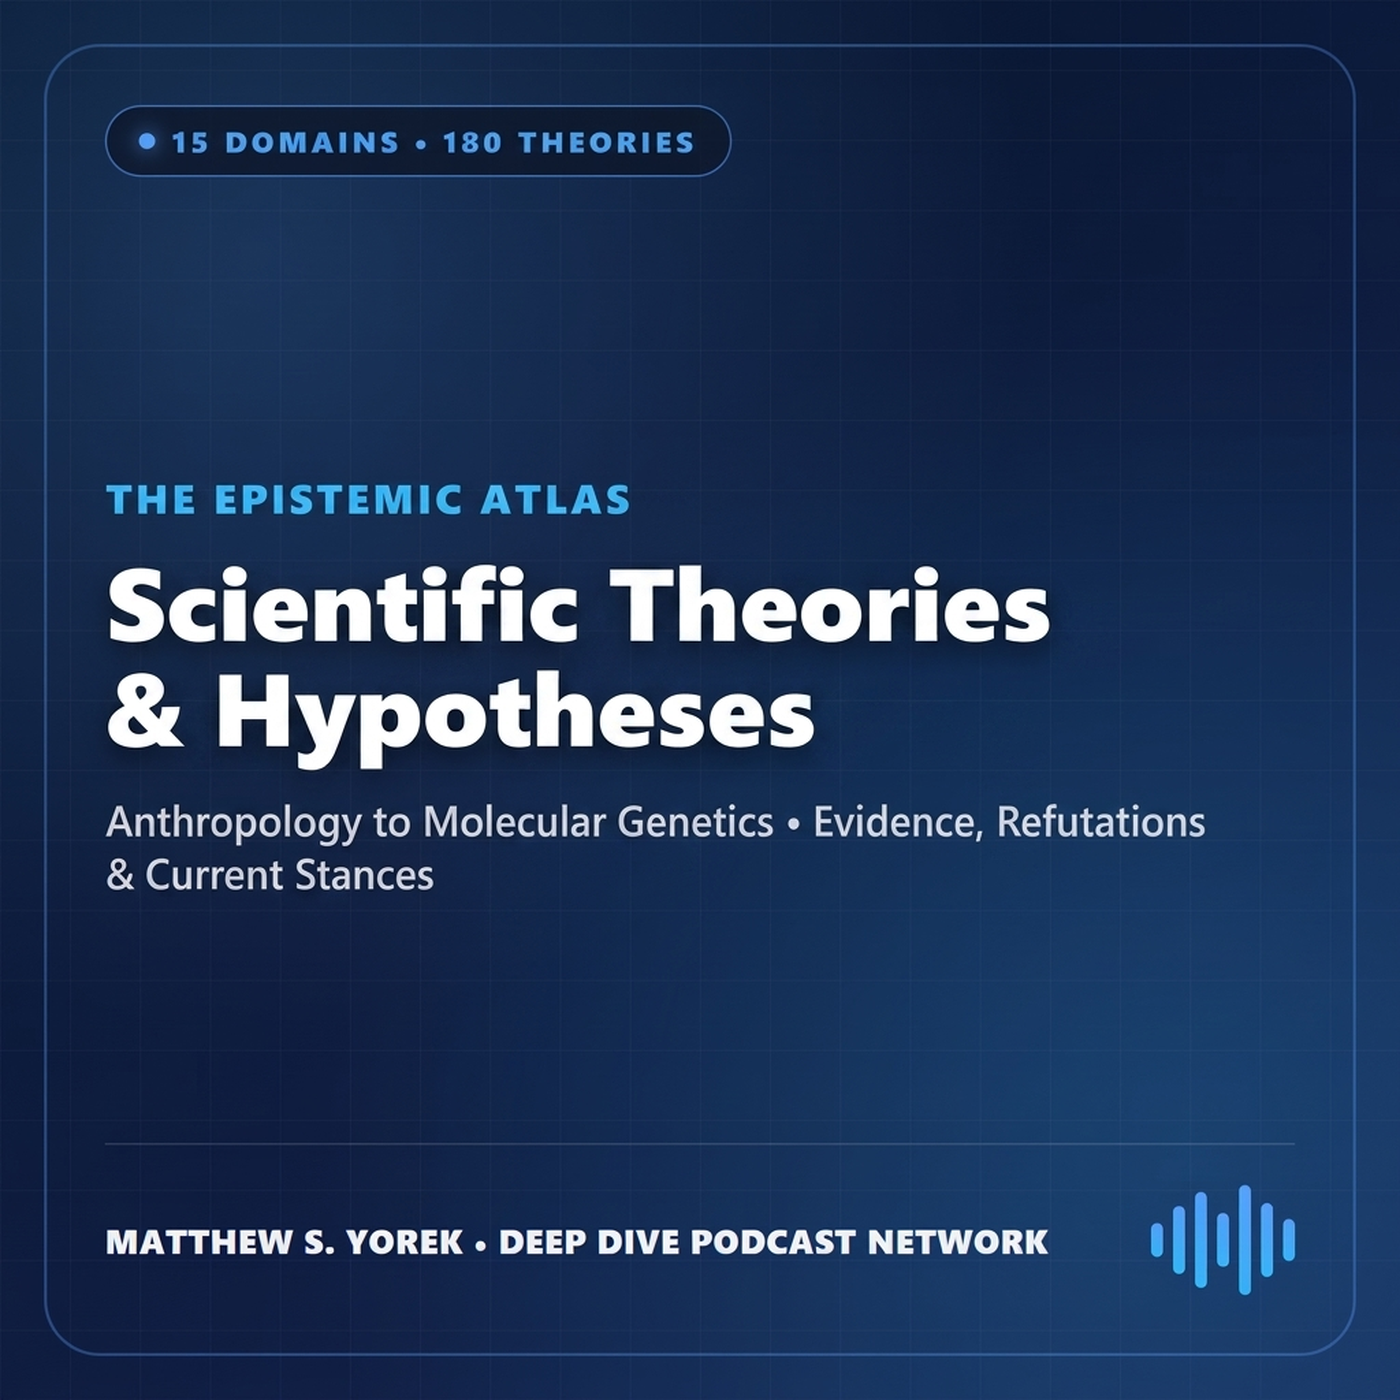 15 DOMAINS • 180 THEORIES
THE EPISTEMIC ATLAS
Scientific Theories
& Hypotheses
Anthropology to Molecular Genetics • Evidence, Refutations
& Current Stances
MATTHEW S. YOREK • DEEP DIVE PODCAST NETWORK